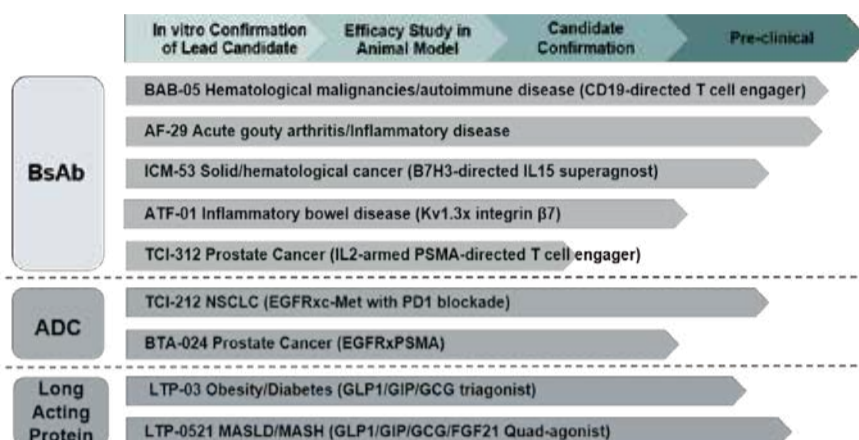 In vitro Confirmation
of Lead Candidate
Efficacy Study in
Animal Model
Candidate
Confirmation
Pre-clinical
BsAb
BAB-05 Hematological malignancies/autoimmune disease (CD19-directed T cell engager)
AF-29 Acute gouty arthritis/Inflammatory disease
ICM-53 Solid/hematological cancer (B7H3-directed IL15 superagnost)
ATF-01 Inflammatory bowel disease (Kv1.3x integrin β7)
TCI-312 Prostate Cancer (IL2-armed PSMA-directed T cell engager)
ADC
TCI-212 NSCLC (EGFRxc-Met with PD1 blockade)
BTA-024 Prostate Cancer (EGFRxPSMA)
Long
Acting
Protein
LTP-03 Obesity/Diabetes (GLP1/GIP/GCG triagonist)
LTP-0521 MASLD/MASH (GLP1/GIP/GCG/FGF21 Quad-agonist)